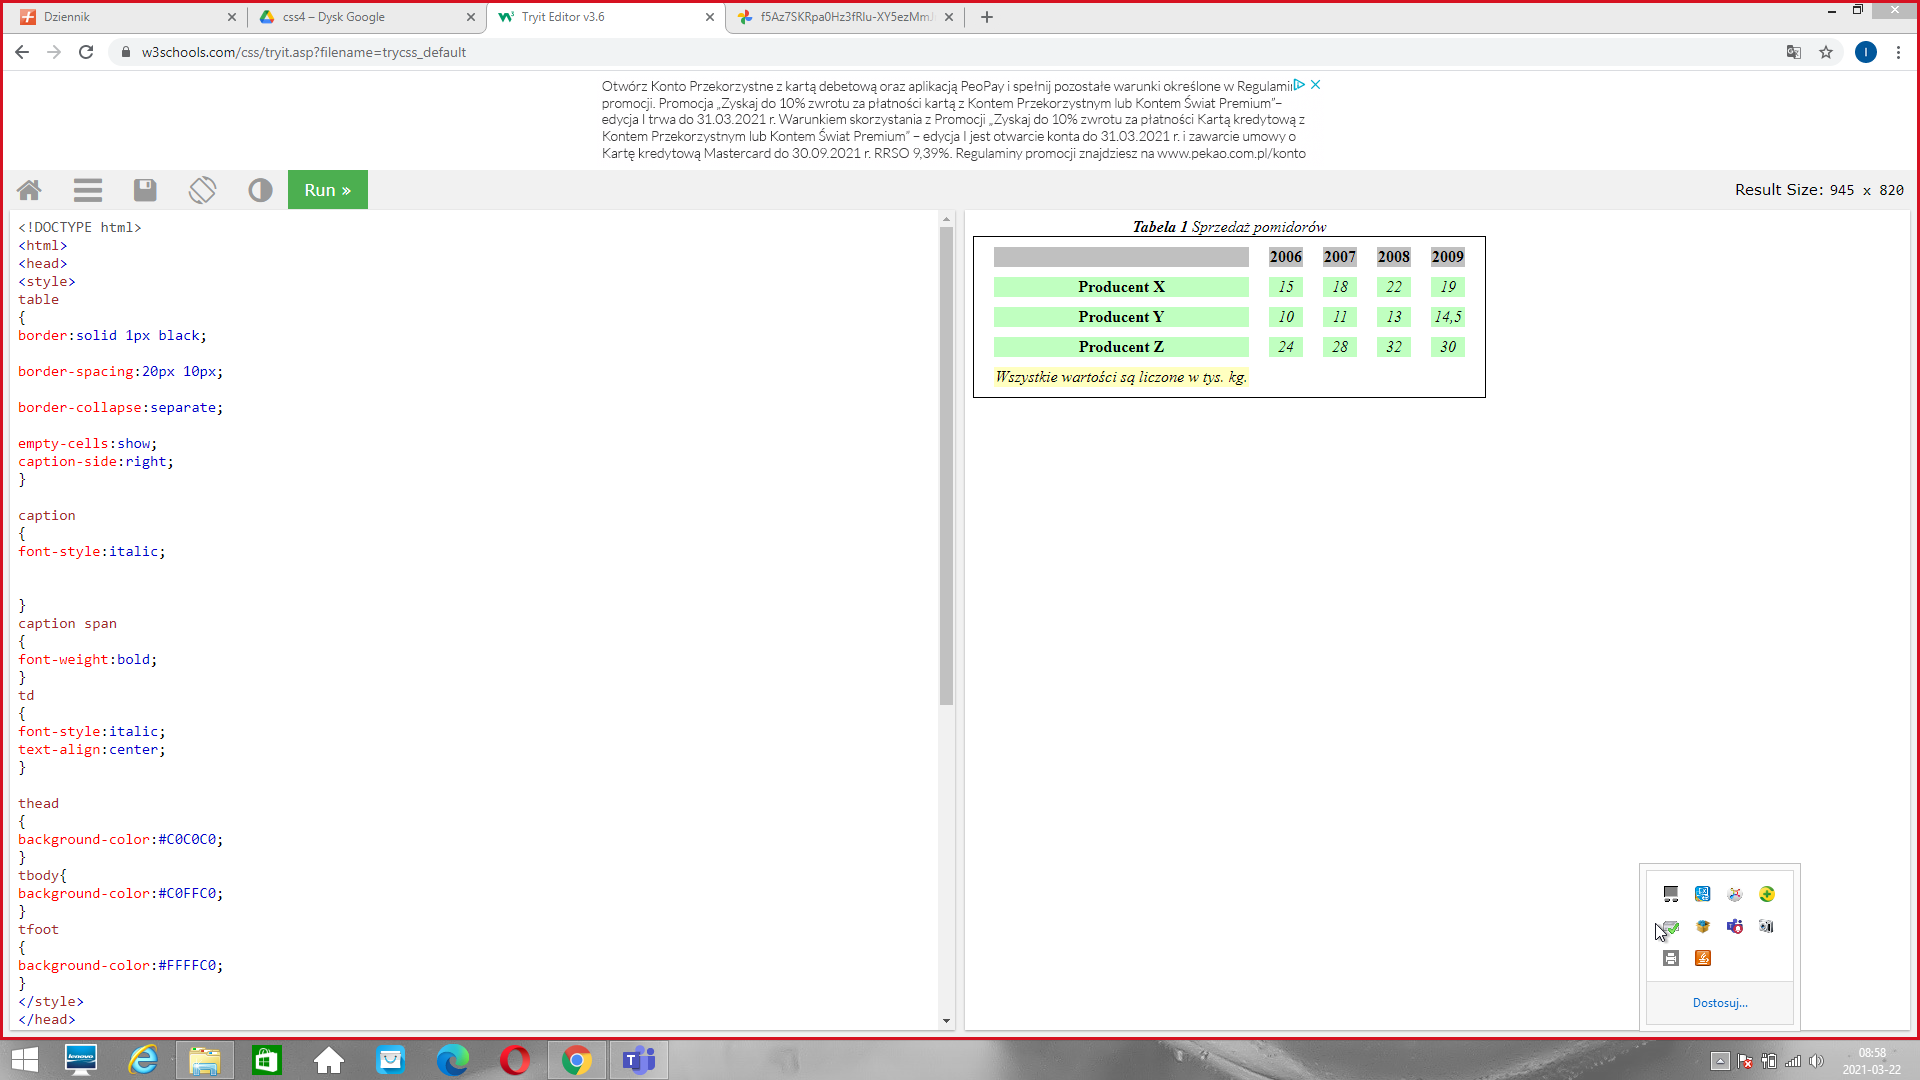 Dziennik
css4 – Dysk Google
Tryit Editor v3.6
w3schools.com/css/tryit.asp?filename=trycss_default
I
Otwórz Konto Przekorzystne z kartą debetową oraz aplikacją PeoPay i spełnij pozostałe warunki określone w Regulamii
promocji. Promocja „Zyskaj do 10% zwrotu za płatności kartą z Kontem Przekorzystnym lub Kontem Świat Premium”–
edycja I trwa do 31.03.2021 r. Warunkiem skorzystania z Promocji „Zyskaj do 10% zwrotu za płatności Kartą kredytową z
Kontem Przekorzystnym lub Kontem Świat Premium” – edycja I jest otwarcie konta do 31.03.2021 r. i zawarcie umowy o
Kartę kredytową Mastercard do 30.09.2021 r. RRSO 9,39%. Regulaminy promocji znajdziesz na www.pekao.com.pl/konto
Run »
Result Size: 945 x 820
<!DOCTYPE html>
<html>
<head>
<style>
table
{
border:solid 1px black;
border-spacing:20px 10px;
border-collapse:separate;
empty-cells:show;
caption-side:right;
}
caption
{
font-style:italic;
}
caption span
{
font-weight:bold;
}
td
{
font-style:italic;
text-align:center;
}
thead
{
background-color:#C0C0C0;
}
tbody{
background-color:#C0FFC0;
}
tfoot
{
background-color:#FFFFC0;
}
</style>
</head>
Tabela 1 Sprzedaż pomidorów
2006 2007 2008 2009
Producent X 15 18 22 19
Producent Y 10 11 13 14,5
Producent Z 24 28 32 30
Wszystkie wartości są liczone w tys. kg.
Dostosuj...
lenovo
08:58
2021-03-22